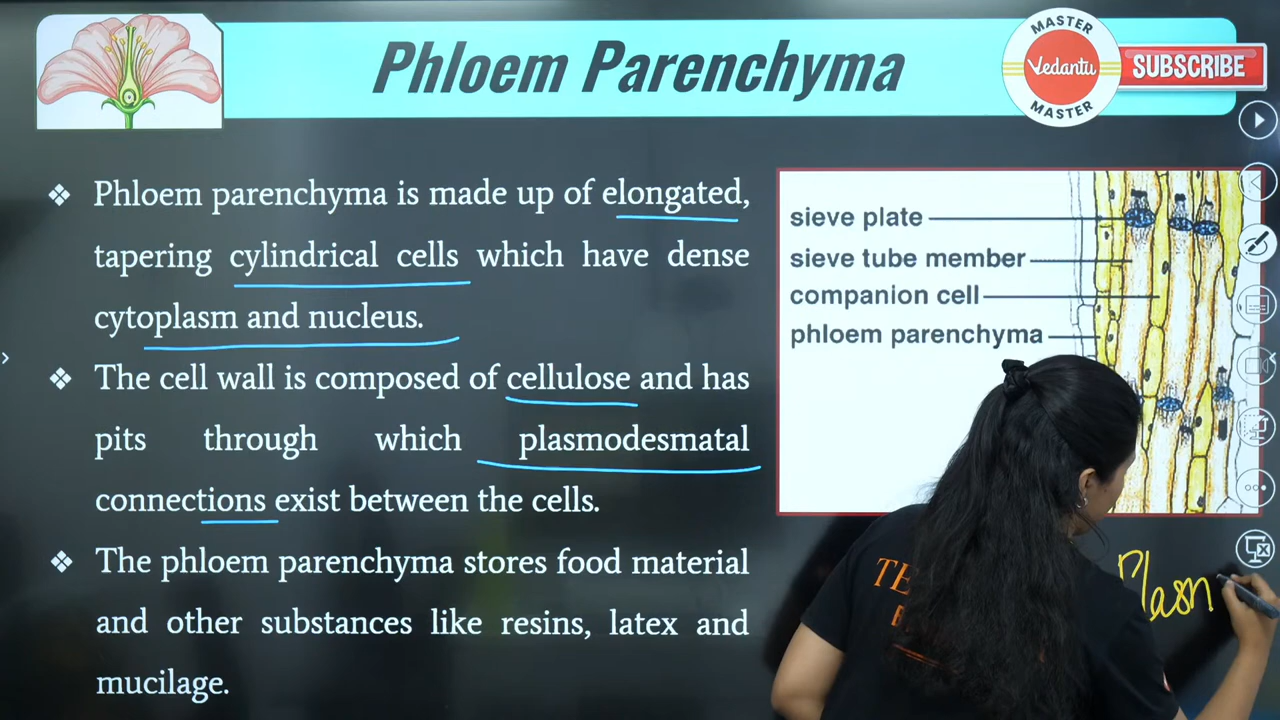 Phloem Parenchyma
MASTER
Vedantu
MASTER
SUBSCRIBE
❖ Phloem parenchyma is made up of elongated,
tapering cylindrical cells which have dense
cytoplasm and nucleus.
❖ The cell wall is composed of cellulose and has
pits through which plasmodesmatal
connections exist between the cells.
❖ The phloem parenchyma stores food material
and other substances like resins, latex and
mucilage.
sieve plate
sieve tube member
companion cell
phloem parenchyma
Plasm